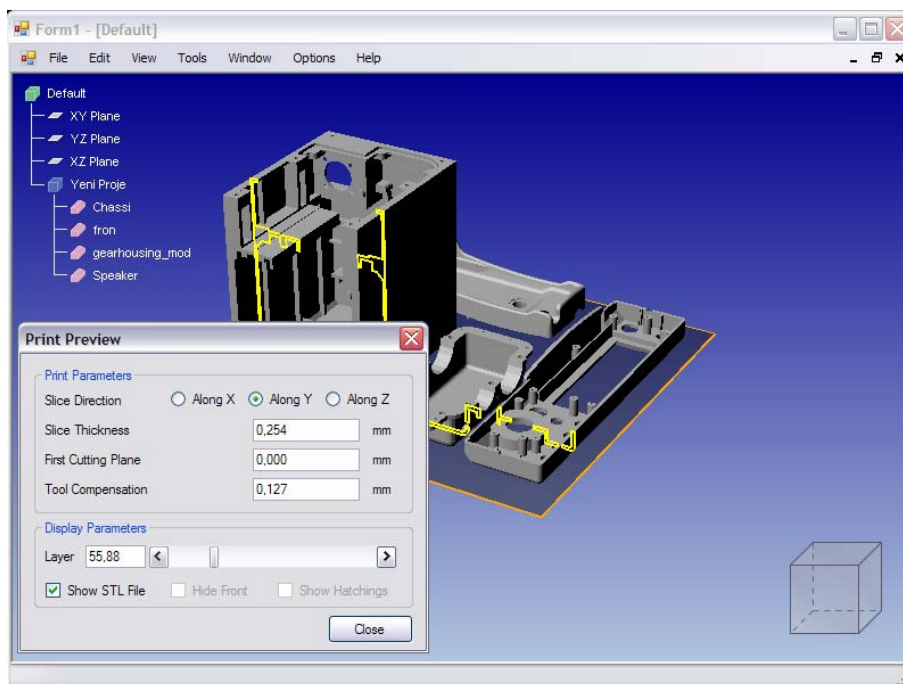 Form1 - [Default]
File Edit View Tools Window Options Help
Default
XY Plane
YZ Plane
XZ Plane
Yeni Proje
Chassi
fron
gearhousing_mod
Speaker
Print Preview
Print Parameters
Slice Direction Along X Along Y Along Z
Slice Thickness 0,254 mm
First Cutting Plane 0,000 mm
Tool Compensation 0,127 mm
Display Parameters
Layer 55,88
Show STL File Hide Front Show Hatchings
Close